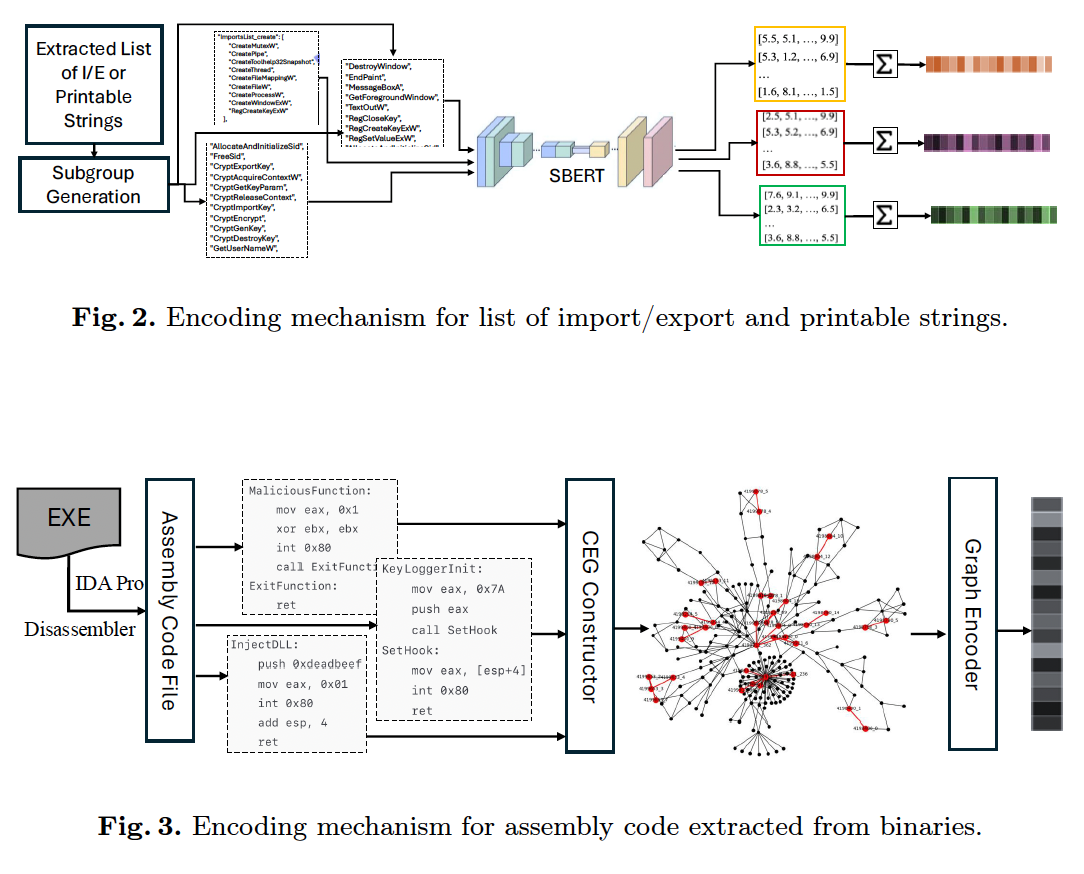 Extracted List
of I/E or
Printable
Strings
Subgroup
Generation
"ImportsList_create": [
"CreateMutexW",
"CreatePipe",
"CreateToolhelp32Snapshot",
"CreateThread",
"CreateFileMappingW",
"CreateFileW",
"CreateProcessW",
"CreateWindowExW",
"RegCreateKeyExW"
],
"DestroyWindow",
"EndPaint",
"MessageBoxA",
"GetForegroundWindow",
"TextOutW",
"RegCloseKey",
"RegCreateKeyExW",
"RegSetValueExW",
"AllocateAndInitializeSid",
"FreeSid",
"CryptExportKey",
"CryptAcquireContextW",
"CryptGetKeyParam",
"CryptReleaseContext",
"CryptImportKey",
"CryptEncrypt",
"CryptGenKey",
"CryptDestroyKey",
"GetUserNameW",
SBERT
[5.5, 5.1, …, 9.9]
[5.3, 1.2, …, 6.9]
…
[1.6, 8.1, …, 1.5]
[2.5, 5.1, …, 9.9]
[5.3, 5.2, …, 6.9]
…
[3.6, 8.8, …, 5.5]
[7.6, 9.1, …, 9.9]
[2.3, 3.2, …, 6.5]
…
[3.6, 8.8, …, 5.5]
Σ
Σ
Σ
Fig. 2. Encoding mechanism for list of import/export and printable strings.
EXE
IDA Pro
Disassembler
Assembly Code File
MaliciousFunction:
mov eax, 0x1
xor ebx, ebx
int 0x80
call ExitFuncti
ExitFunction:
ret
KeyLoggerInit:
mov eax, 0x7A
push eax
call SetHook
SetHook:
mov eax, [esp+4]
int 0x80
ret
InjectDLL:
push 0xdeadbeef
mov eax, 0x01
int 0x80
add esp, 4
ret
CEG Constructor
Graph Encoder
Fig. 3. Encoding mechanism for assembly code extracted from binaries.